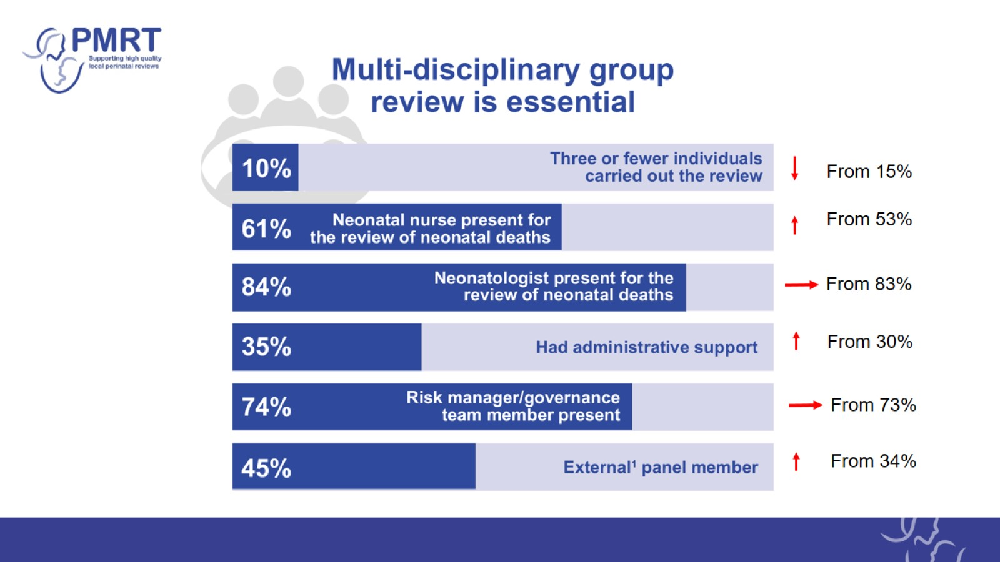 PMRT
Supporting high quality
local perinatal reviews
Multi-disciplinary group
review is essential
10%
Three or fewer individuals
carried out the review
From 15%
61%
Neonatal nurse present for
the review of neonatal deaths
From 53%
84%
Neonatologist present for the
review of neonatal deaths
From 83%
35%
Had administrative support
From 30%
74%
Risk manager/governance
team member present
From 73%
45%
External¹ panel member
From 34%